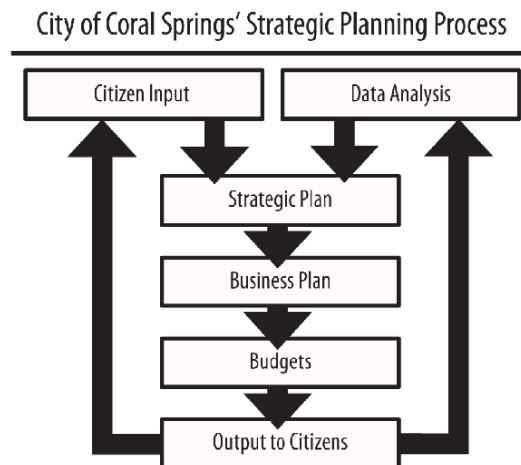 City of Coral Springs' Strategic Planning Process
Citizen Input
Data Analysis
Strategic Plan
Business Plan
Budgets
Output to Citizens